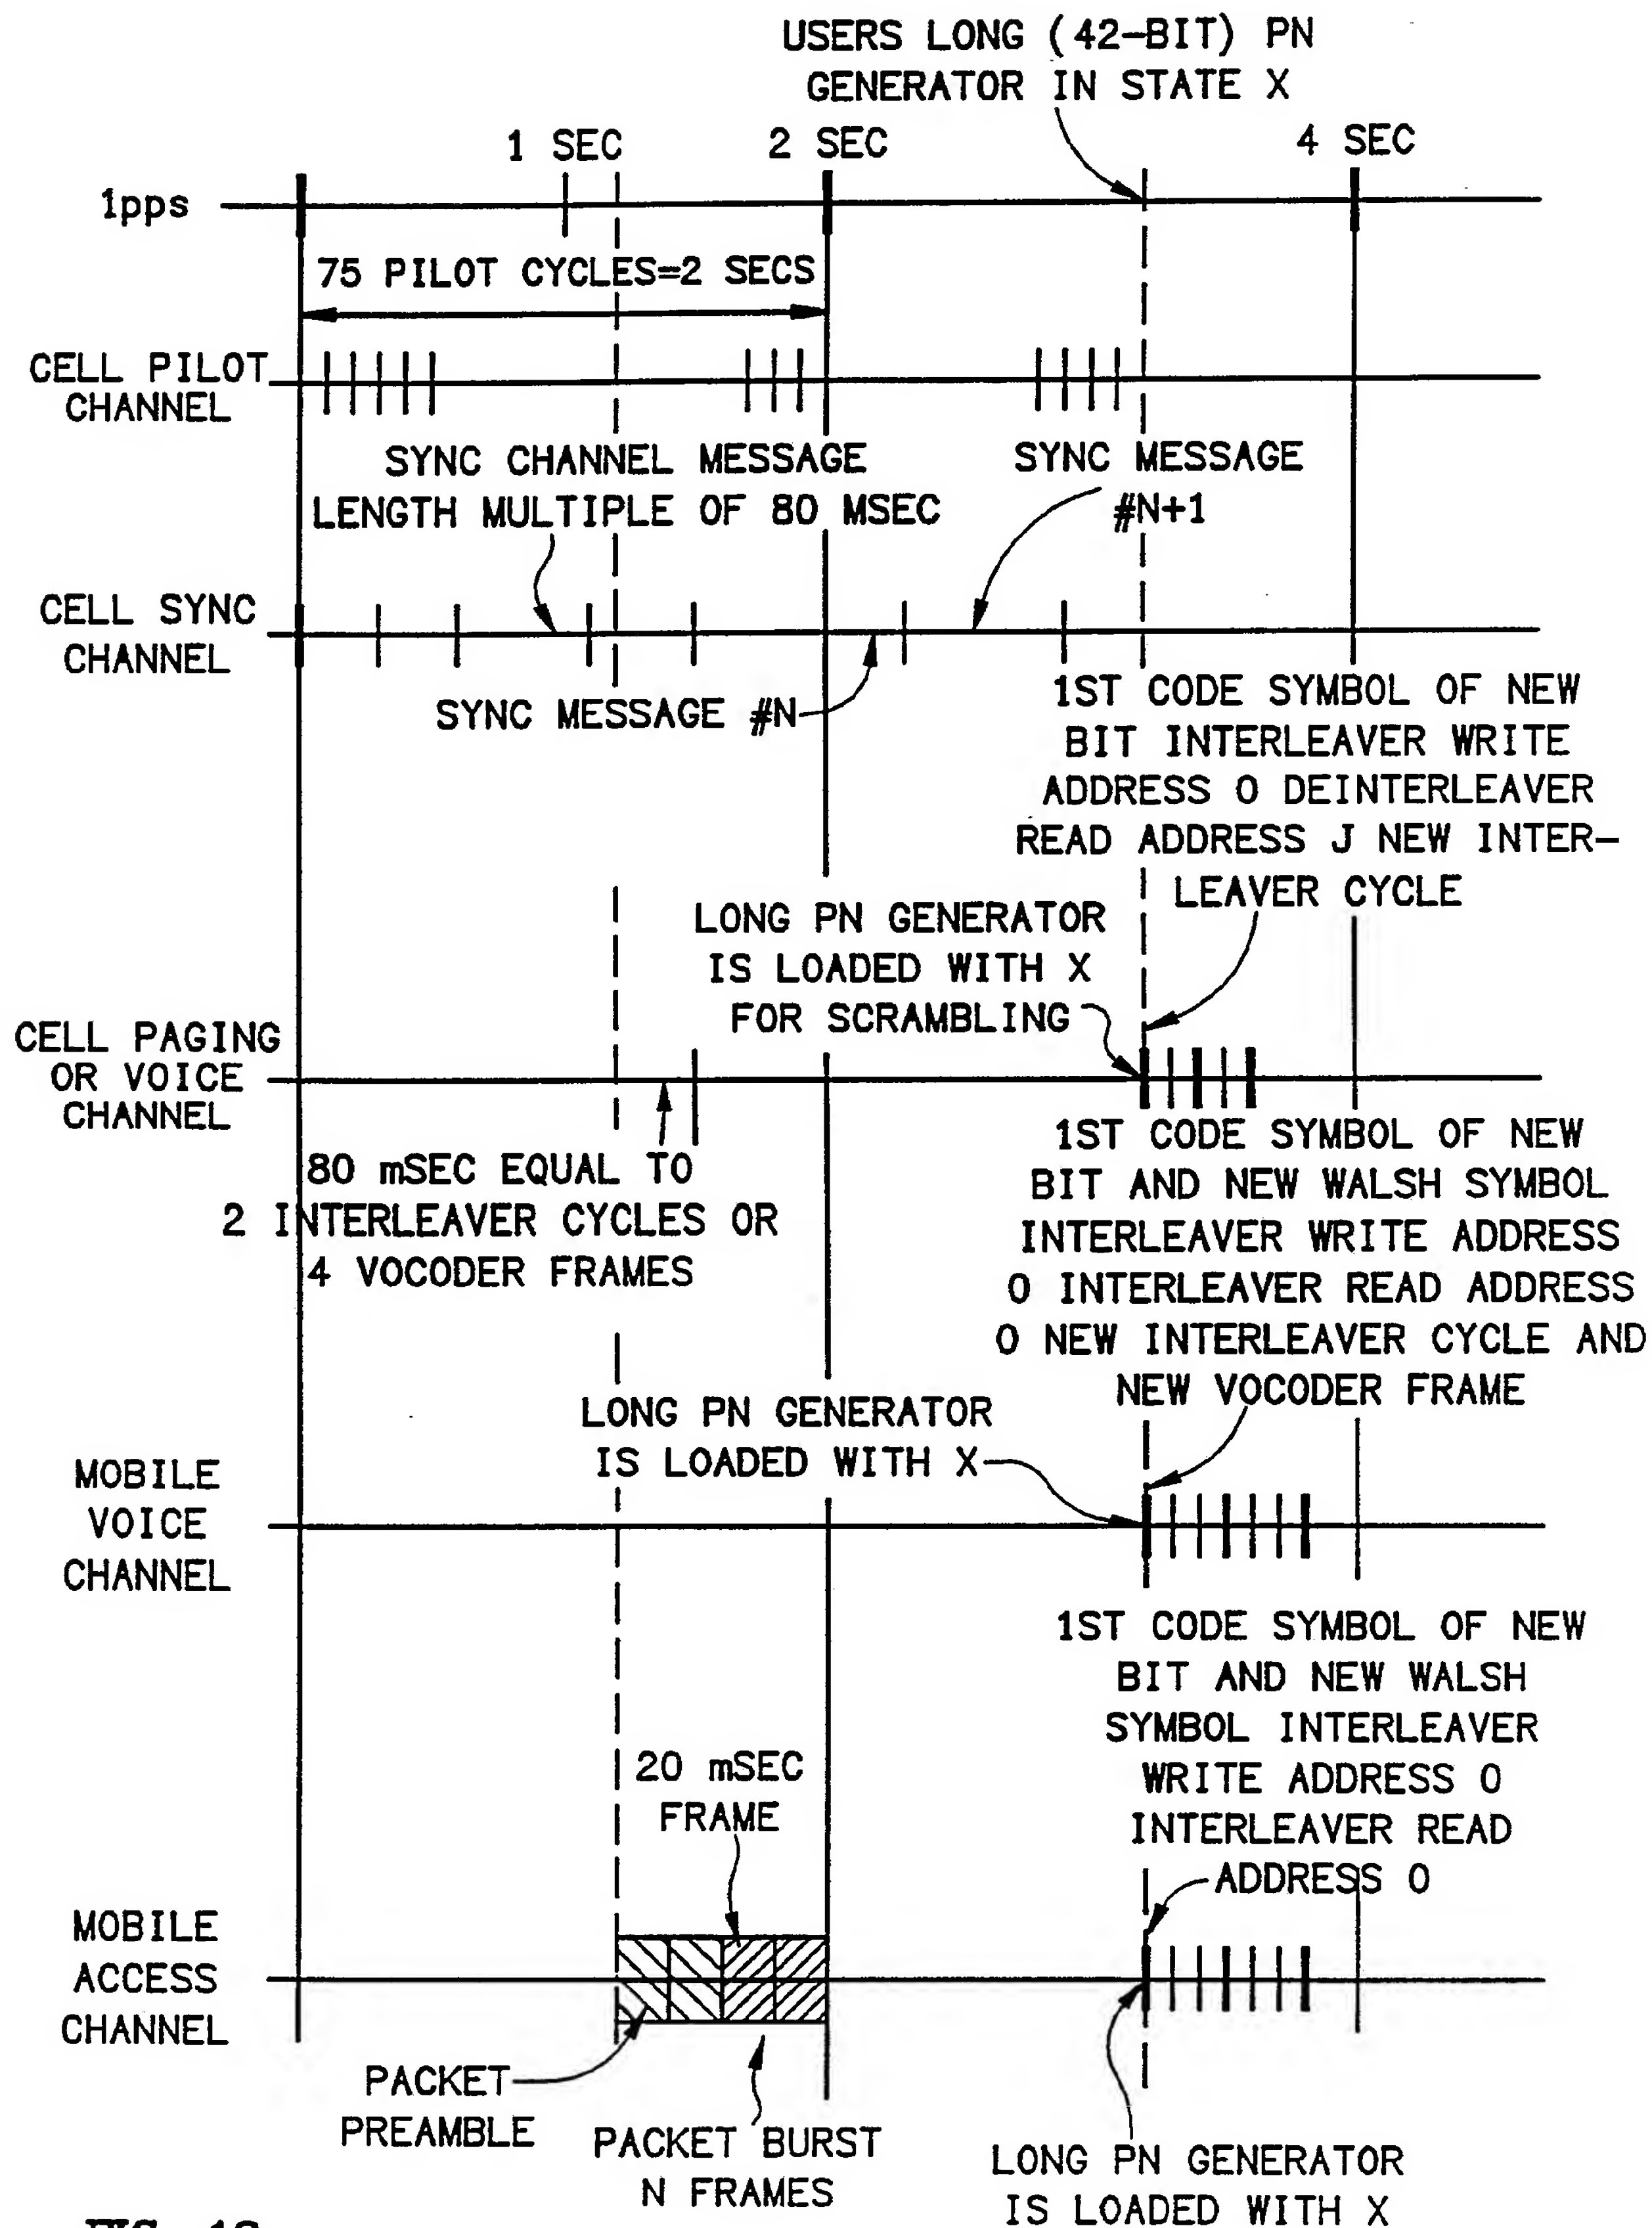 USERS LONG (42-BIT) PN
GENERATOR IN STATE X
1 SEC
2 SEC
4 SEC
1pps
75 PILOT CYCLES=2 SECS
CELL PILOT
CHANNEL
SYNC CHANNEL MESSAGE
LENGTH MULTIPLE OF 80 MSEC
SYNC MESSAGE
#N+1
CELL SYNC
CHANNEL
SYNC MESSAGE #N
1ST CODE SYMBOL OF NEW
BIT INTERLEAVER WRITE
ADDRESS 0 DEINTERLEAVER
READ ADDRESS J NEW INTER-
LEAVER CYCLE
LONG PN GENERATOR
IS LOADED WITH X
FOR SCRAMBLING
CELL PAGING
OR VOICE
CHANNEL
80 mSEC EQUAL TO
2 INTERLEAVER CYCLES OR
4 VOCODER FRAMES
1ST CODE SYMBOL OF NEW
BIT AND NEW WALSH SYMBOL
INTERLEAVER WRITE ADDRESS
0 INTERLEAVER READ ADDRESS
0 NEW INTERLEAVER CYCLE AND
NEW VOCODER FRAME
LONG PN GENERATOR
IS LOADED WITH X
MOBILE
VOICE
CHANNEL
1ST CODE SYMBOL OF NEW
BIT AND NEW WALSH
SYMBOL INTERLEAVER
WRITE ADDRESS 0
INTERLEAVER READ
ADDRESS 0
20 mSEC
FRAME
MOBILE
ACCESS
CHANNEL
PACKET
PREAMBLE
PACKET BURST
N FRAMES
LONG PN GENERATOR
IS LOADED WITH X